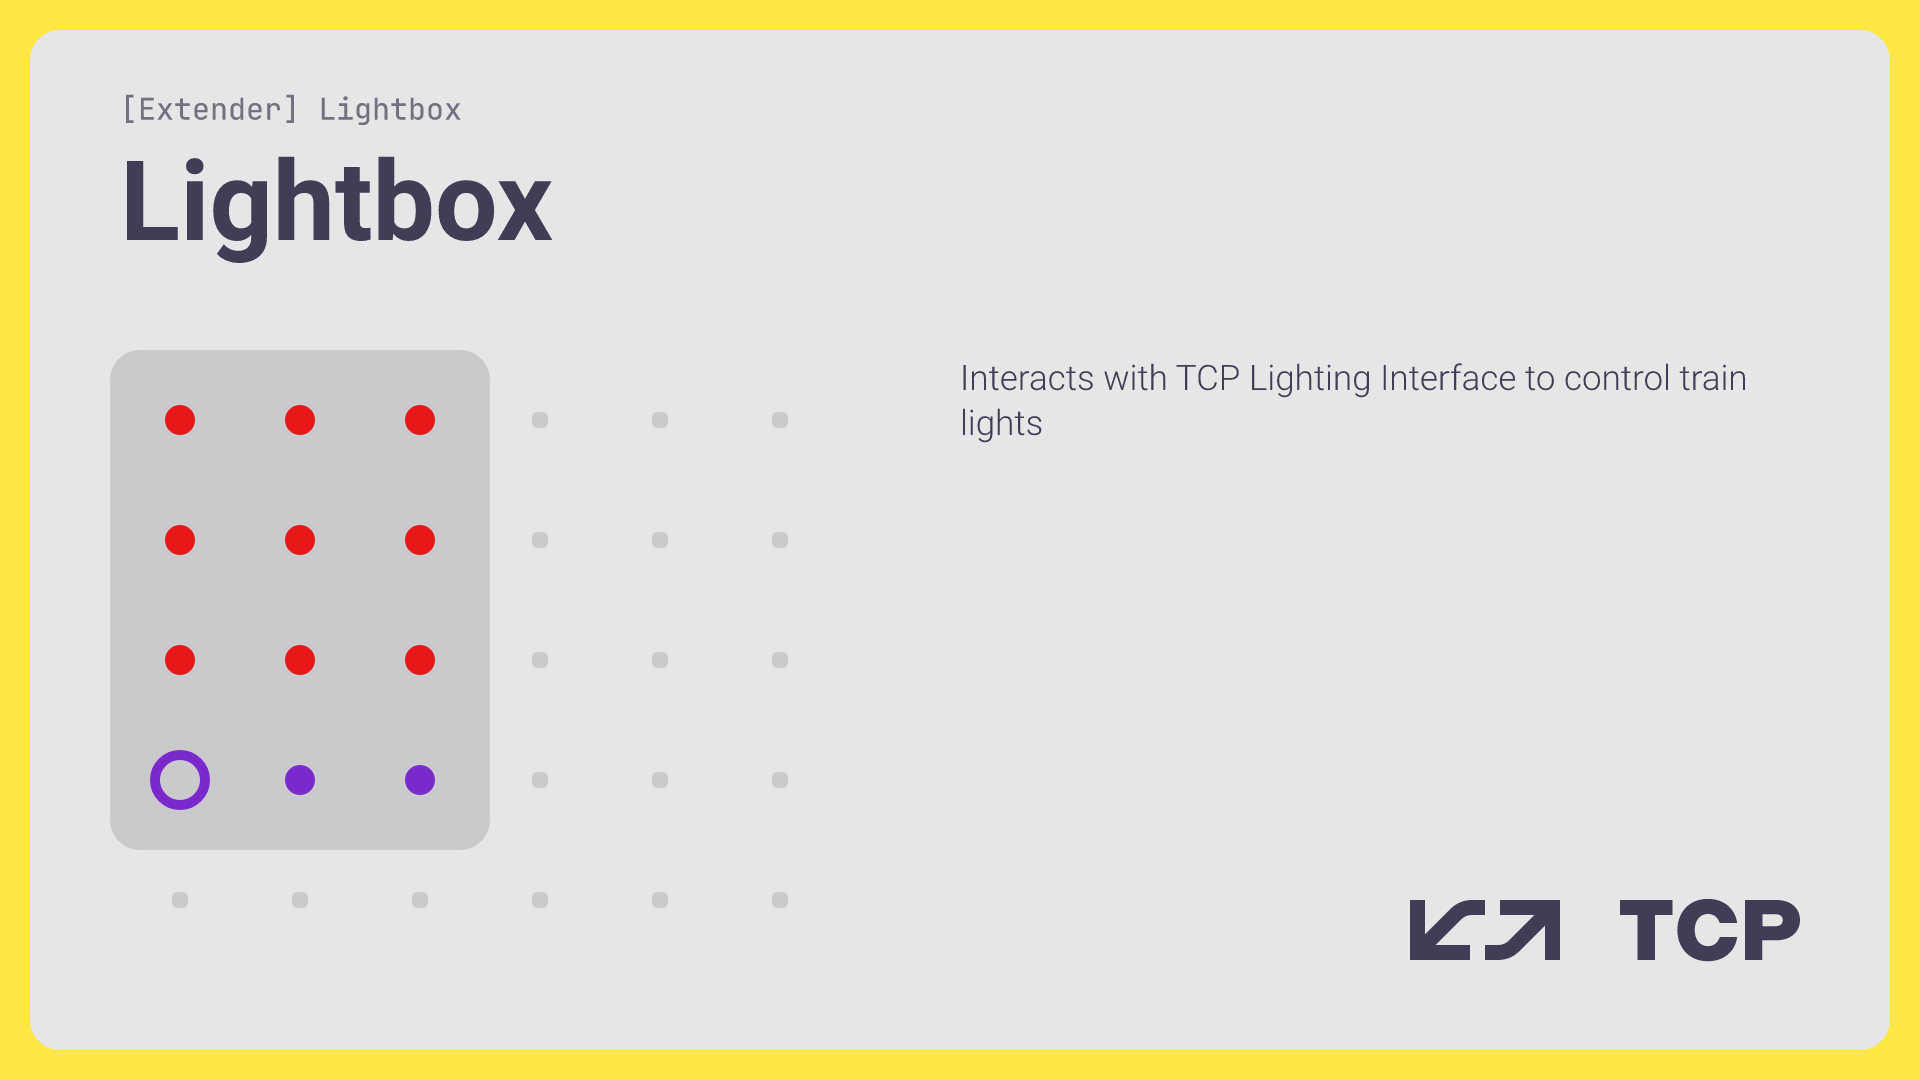 [Extender] Lightbox
Lightbox
Interacts with TCP Lighting Interface to control train
lights
TCP